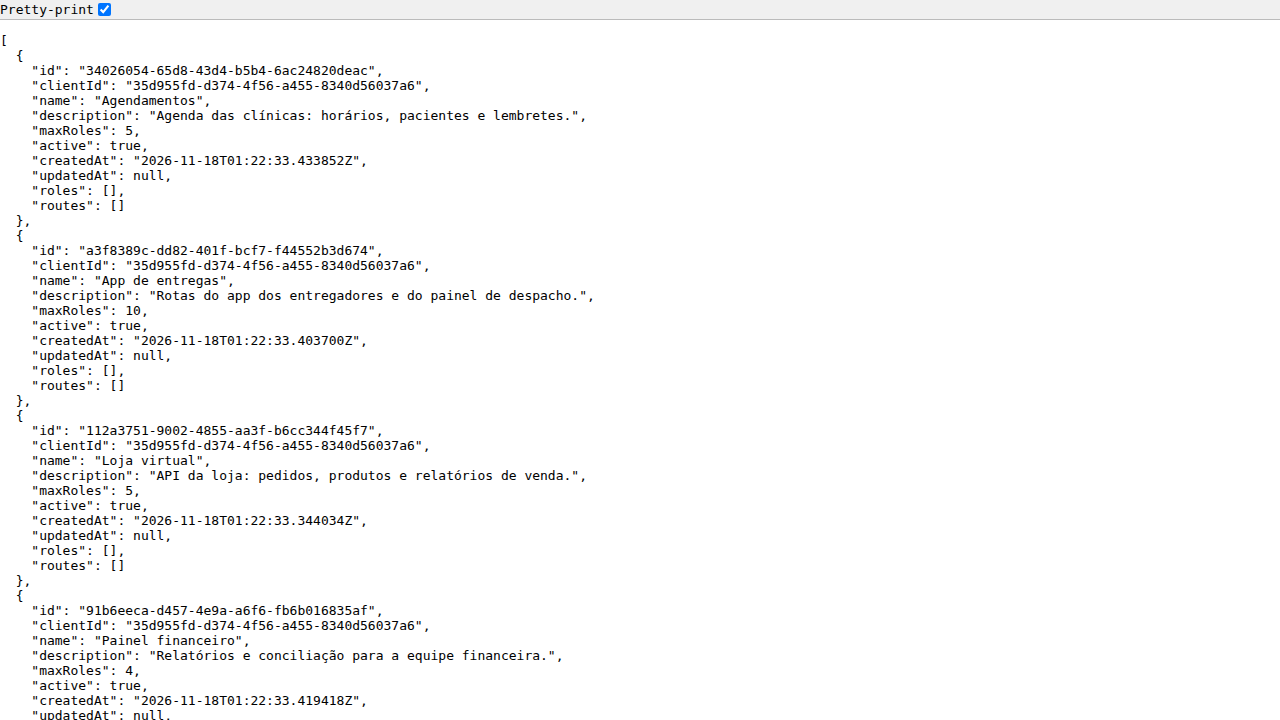 Pretty-print
[
  {
    "id": "34026054-65d8-43d4-b5b4-6ac24820deac",
    "clientId": "35d955fd-d374-4f56-a455-8340d56037a6",
    "name": "Agendamentos",
    "description": "Agenda das clínicas: horários, pacientes e lembretes.",
    "maxRoles": 5,
    "active": true,
    "createdAt": "2026-11-18T01:22:33.433852Z",
    "updatedAt": null,
    "roles": [],
    "routes": []
  },
  {
    "id": "a3f8389c-dd82-401f-bcf7-f44552b3d674",
    "clientId": "35d955fd-d374-4f56-a455-8340d56037a6",
    "name": "App de entregas",
    "description": "Rotas do app dos entregadores e do painel de despacho.",
    "maxRoles": 10,
    "active": true,
    "createdAt": "2026-11-18T01:22:33.403700Z",
    "updatedAt": null,
    "roles": [],
    "routes": []
  },
  {
    "id": "112a3751-9002-4855-aa3f-b6cc344f45f7",
    "clientId": "35d955fd-d374-4f56-a455-8340d56037a6",
    "name": "Loja virtual",
    "description": "API da loja: pedidos, produtos e relatórios de venda.",
    "maxRoles": 5,
    "active": true,
    "createdAt": "2026-11-18T01:22:33.344034Z",
    "updatedAt": null,
    "roles": [],
    "routes": []
  },
  {
    "id": "91b6eeca-d457-4e9a-a6f6-fb6b016835af",
    "clientId": "35d955fd-d374-4f56-a455-8340d56037a6",
    "name": "Painel financeiro",
    "description": "Relatórios e conciliação para a equipe financeira.",
    "maxRoles": 4,
    "active": true,
    "createdAt": "2026-11-18T01:22:33.419418Z",
    "updatedAt": null,